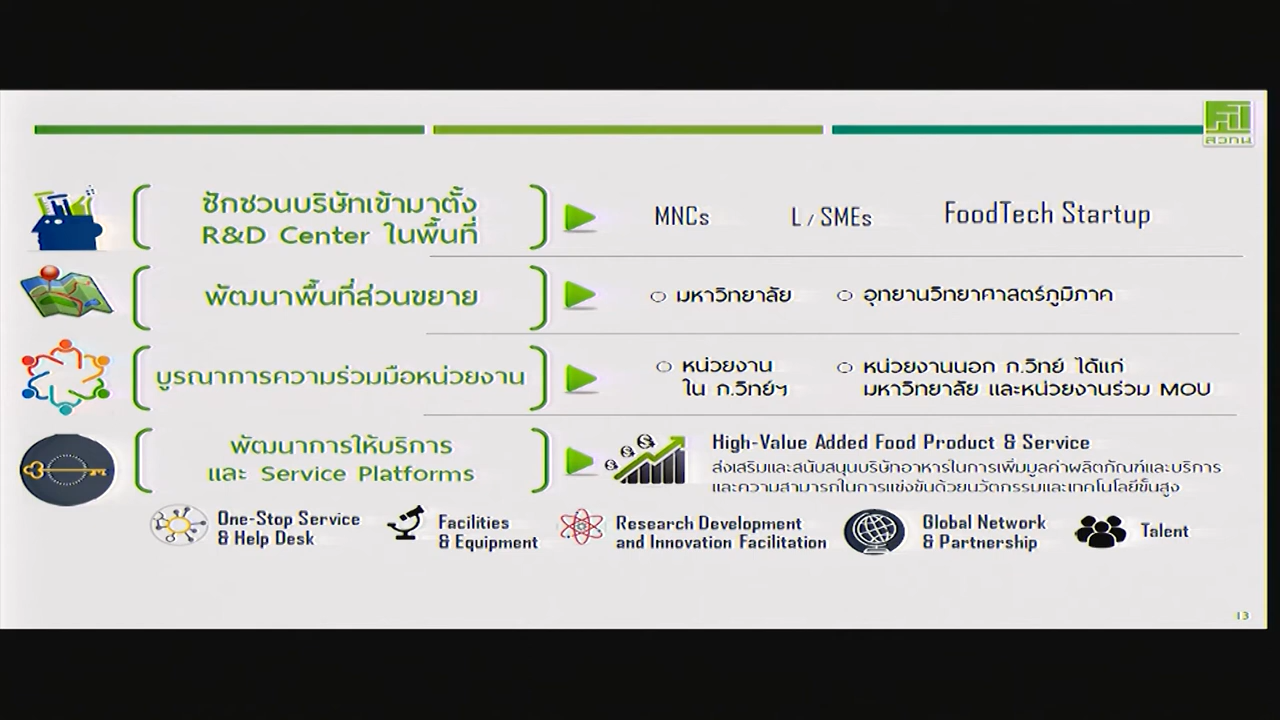 สวทน
ชักชวนบริษัทเข้ามาตั้ง
R&D Center ในพื้นที่
MNCs
L / SMEs
FoodTech Startup
พัฒนาพื้นที่ส่วนขยาย
มหาวิทยาลัย
อุทยานวิทยาศาสตร์ภูมิภาค
บูรณาการความร่วมมือหน่วยงาน
หน่วยงาน
ใน ก.วิทย์ฯ
หน่วยงานนอก ก.วิทย์ ได้แก่
มหาวิทยาลัย และหน่วยงานร่วม MOU
พัฒนาการให้บริการ
และ Service Platforms
High-Value Added Food Product & Service
ส่งเสริมและสนับสนุนบริษัทอาหารในการเพิ่มมูลค่าผลิตภัณฑ์และบริการ
และความสามารถในการแข่งขันด้วยนวัตกรรมและเทคโนโลยีขั้นสูง
One-Stop Service
& Help Desk
Facilities
& Equipment
Research Development
and Innovation Facilitation
Global Network
& Partnership
Talent
13